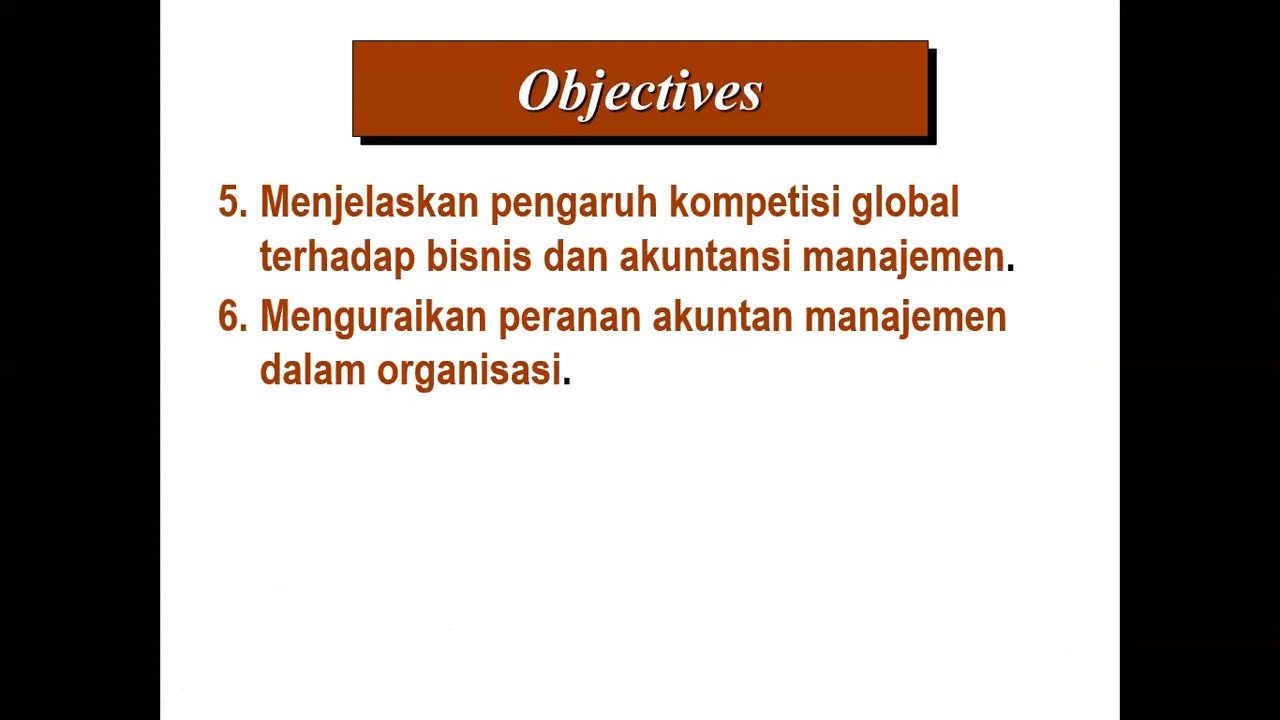 Objectives
5. Menjelaskan pengaruh kompetisi global
terhadap bisnis dan akuntansi manajemen.
6. Menguraikan peranan akuntan manajemen
dalam organisasi.